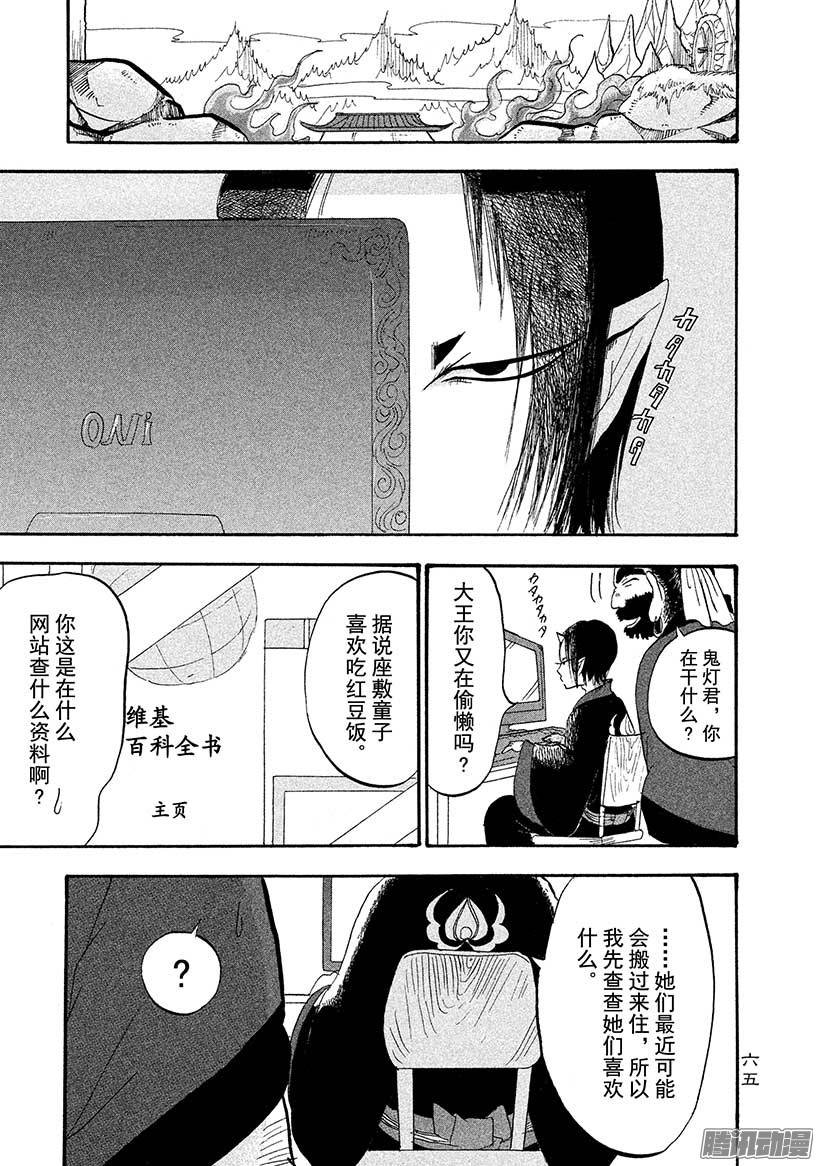 ONi
カタカタカタカタ
カタカタカタ
鬼灯君，你
在干什么？
大王你又在偷懒吗？
据说座敷童子
喜欢吃红豆饭。
维基
百科全书
主页
你这是在什么
网站查什么资料啊？
……她们最近可能
会搬过来住，所以
我先查查她们喜欢
什么。
？
六五
腾讯动漫